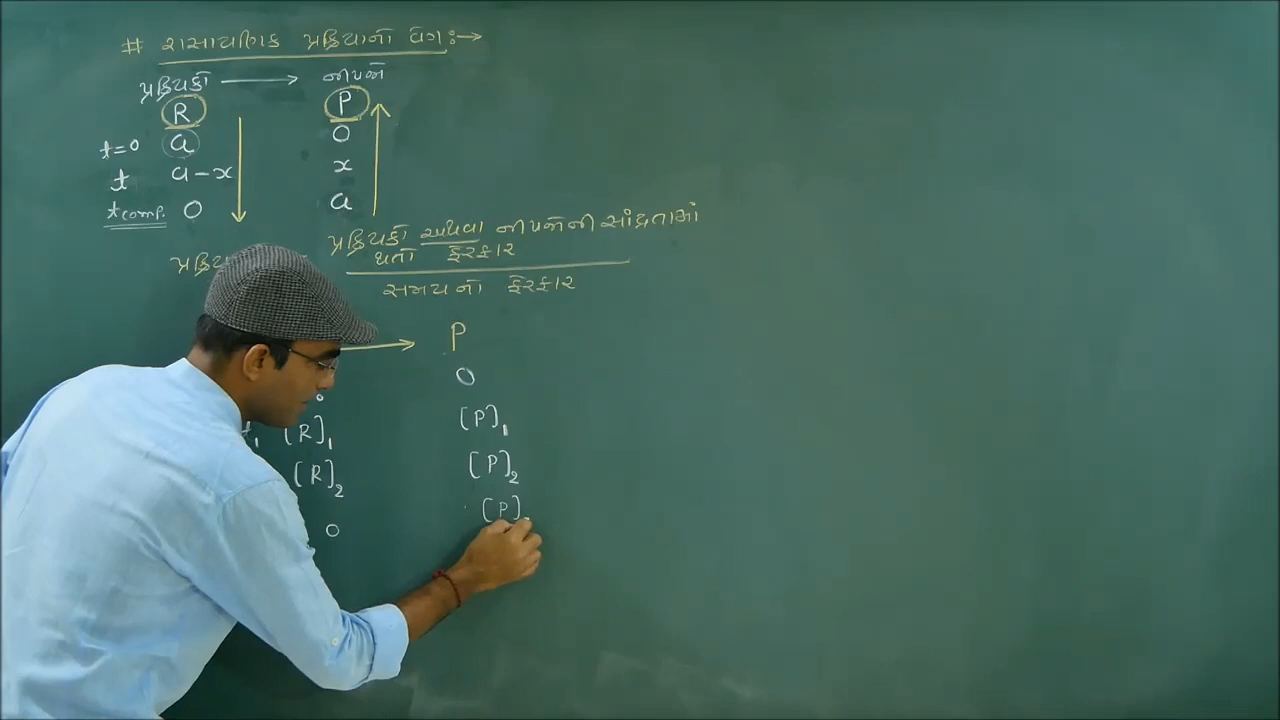 # રાસાયણિક પ્રક્રિયાનો વેગ :→
પ્રક્રિયકો → નીપજો
R P
t=0 a 0
t a-x x
t comp. 0 a
પ્રક્રિયકો અથવા નીપજોની સાંદ્રતામાં
થતો ફેરફાર
સમયનો ફેરફાર
→ P
0
[R]₁ [P]₁
[R]₂ [P]₂
0 [P]